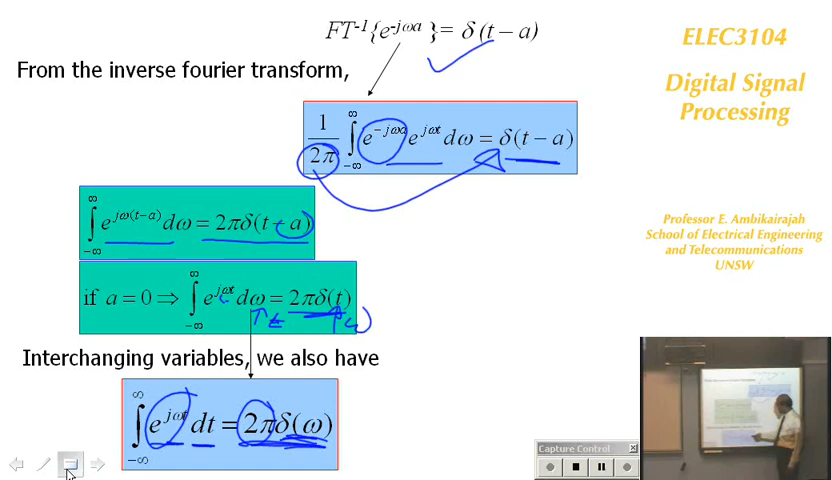 FT⁻¹{e^-jωa} = δ(t − a)
From the inverse fourier transform,
1/2π ∫_-∞^∞ e^-jωa e^jωt dω = δ(t − a)
∫_-∞^∞ e^jω(t−a) dω = 2πδ(t − a)
if a = 0 ⇒ ∫_-∞^∞ e^jωt dω = 2πδ(t)
t ω
Interchanging variables, we also have
∫_-∞^∞ e^jωt dt = 2πδ(ω)
ELEC3104
Digital Signal
Processing
Professor E. Ambikairajah
School of Electrical Engineering
and Telecommunications
UNSW
Capture Control